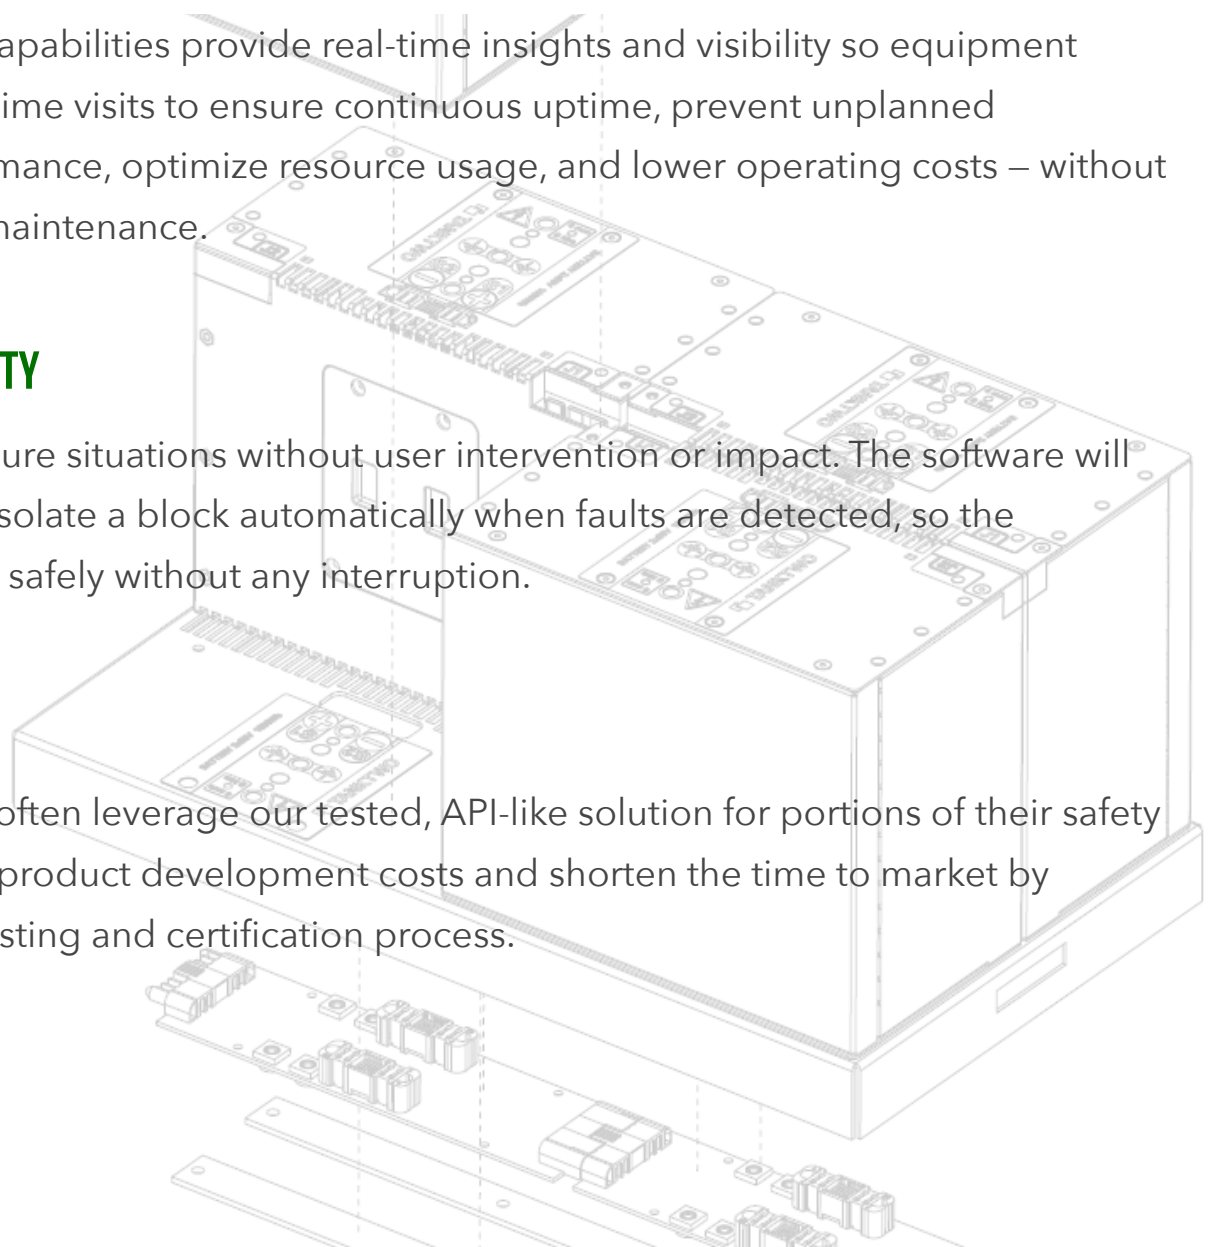 apabilities provide real-time insights and visibility so equipment
ime visits to ensure continuous uptime, prevent unplanned
mance, optimize resource usage, and lower operating costs – without
naintenance.
TY
ure situations without user intervention or impact. The software will
solate a block automatically when faults are detected, so the
safely without any interruption.
often leverage our tested, API-like solution for portions of their safety
product development costs and shorten the time to market by
sting and certification process.
TANKTWO
TANKTWO
TANKTWO
TANKTWO